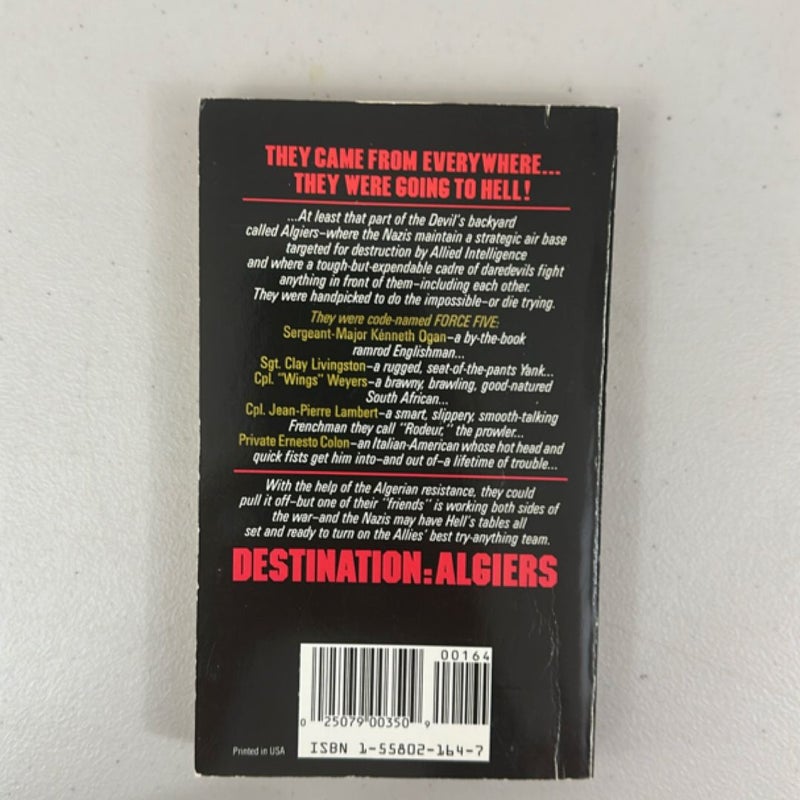 THEY CAME FROM EVERYWHERE...
THEY WERE GOING TO HELL!
...At least that part of the Devil's backyard
called Algiers–where the Nazis maintain a strategic air base
targeted for destruction by Allied Intelligence
and where a tough-but-expendable cadre of daredevils fight
anything in front of them–including each other.
They were handpicked to do the impossible–or die trying.
They were code-named FORCE FIVE:
Sergeant-Major Kenneth Ogan–a by-the-book
ramrod Englishman...
Sgt. Clay Livingston–a rugged, seat-of-the-pants Yank...
Cpl. "Wings" Weyers–a brawny, brawling, good-natured
South African...
Cpl. Jean-Pierre Lambert–a smart, slippery, smooth-talking
Frenchman they call "Rodeur," the prowler...
Private Ernesto Colon–an Italian-American whose hot head and
quick fists get him into–and out of–a lifetime of trouble...
With the help of the Algerian resistance, they could
pull it off–but one of their "friends" is working both sides of
the war–and the Nazis may have Hell's tables all
set and ready to turn on the Allies' best try-anything team.
DESTINATION: ALGIERS
00164
0 25079 00350 9
ISBN 1-55802-164-7
Printed in USA